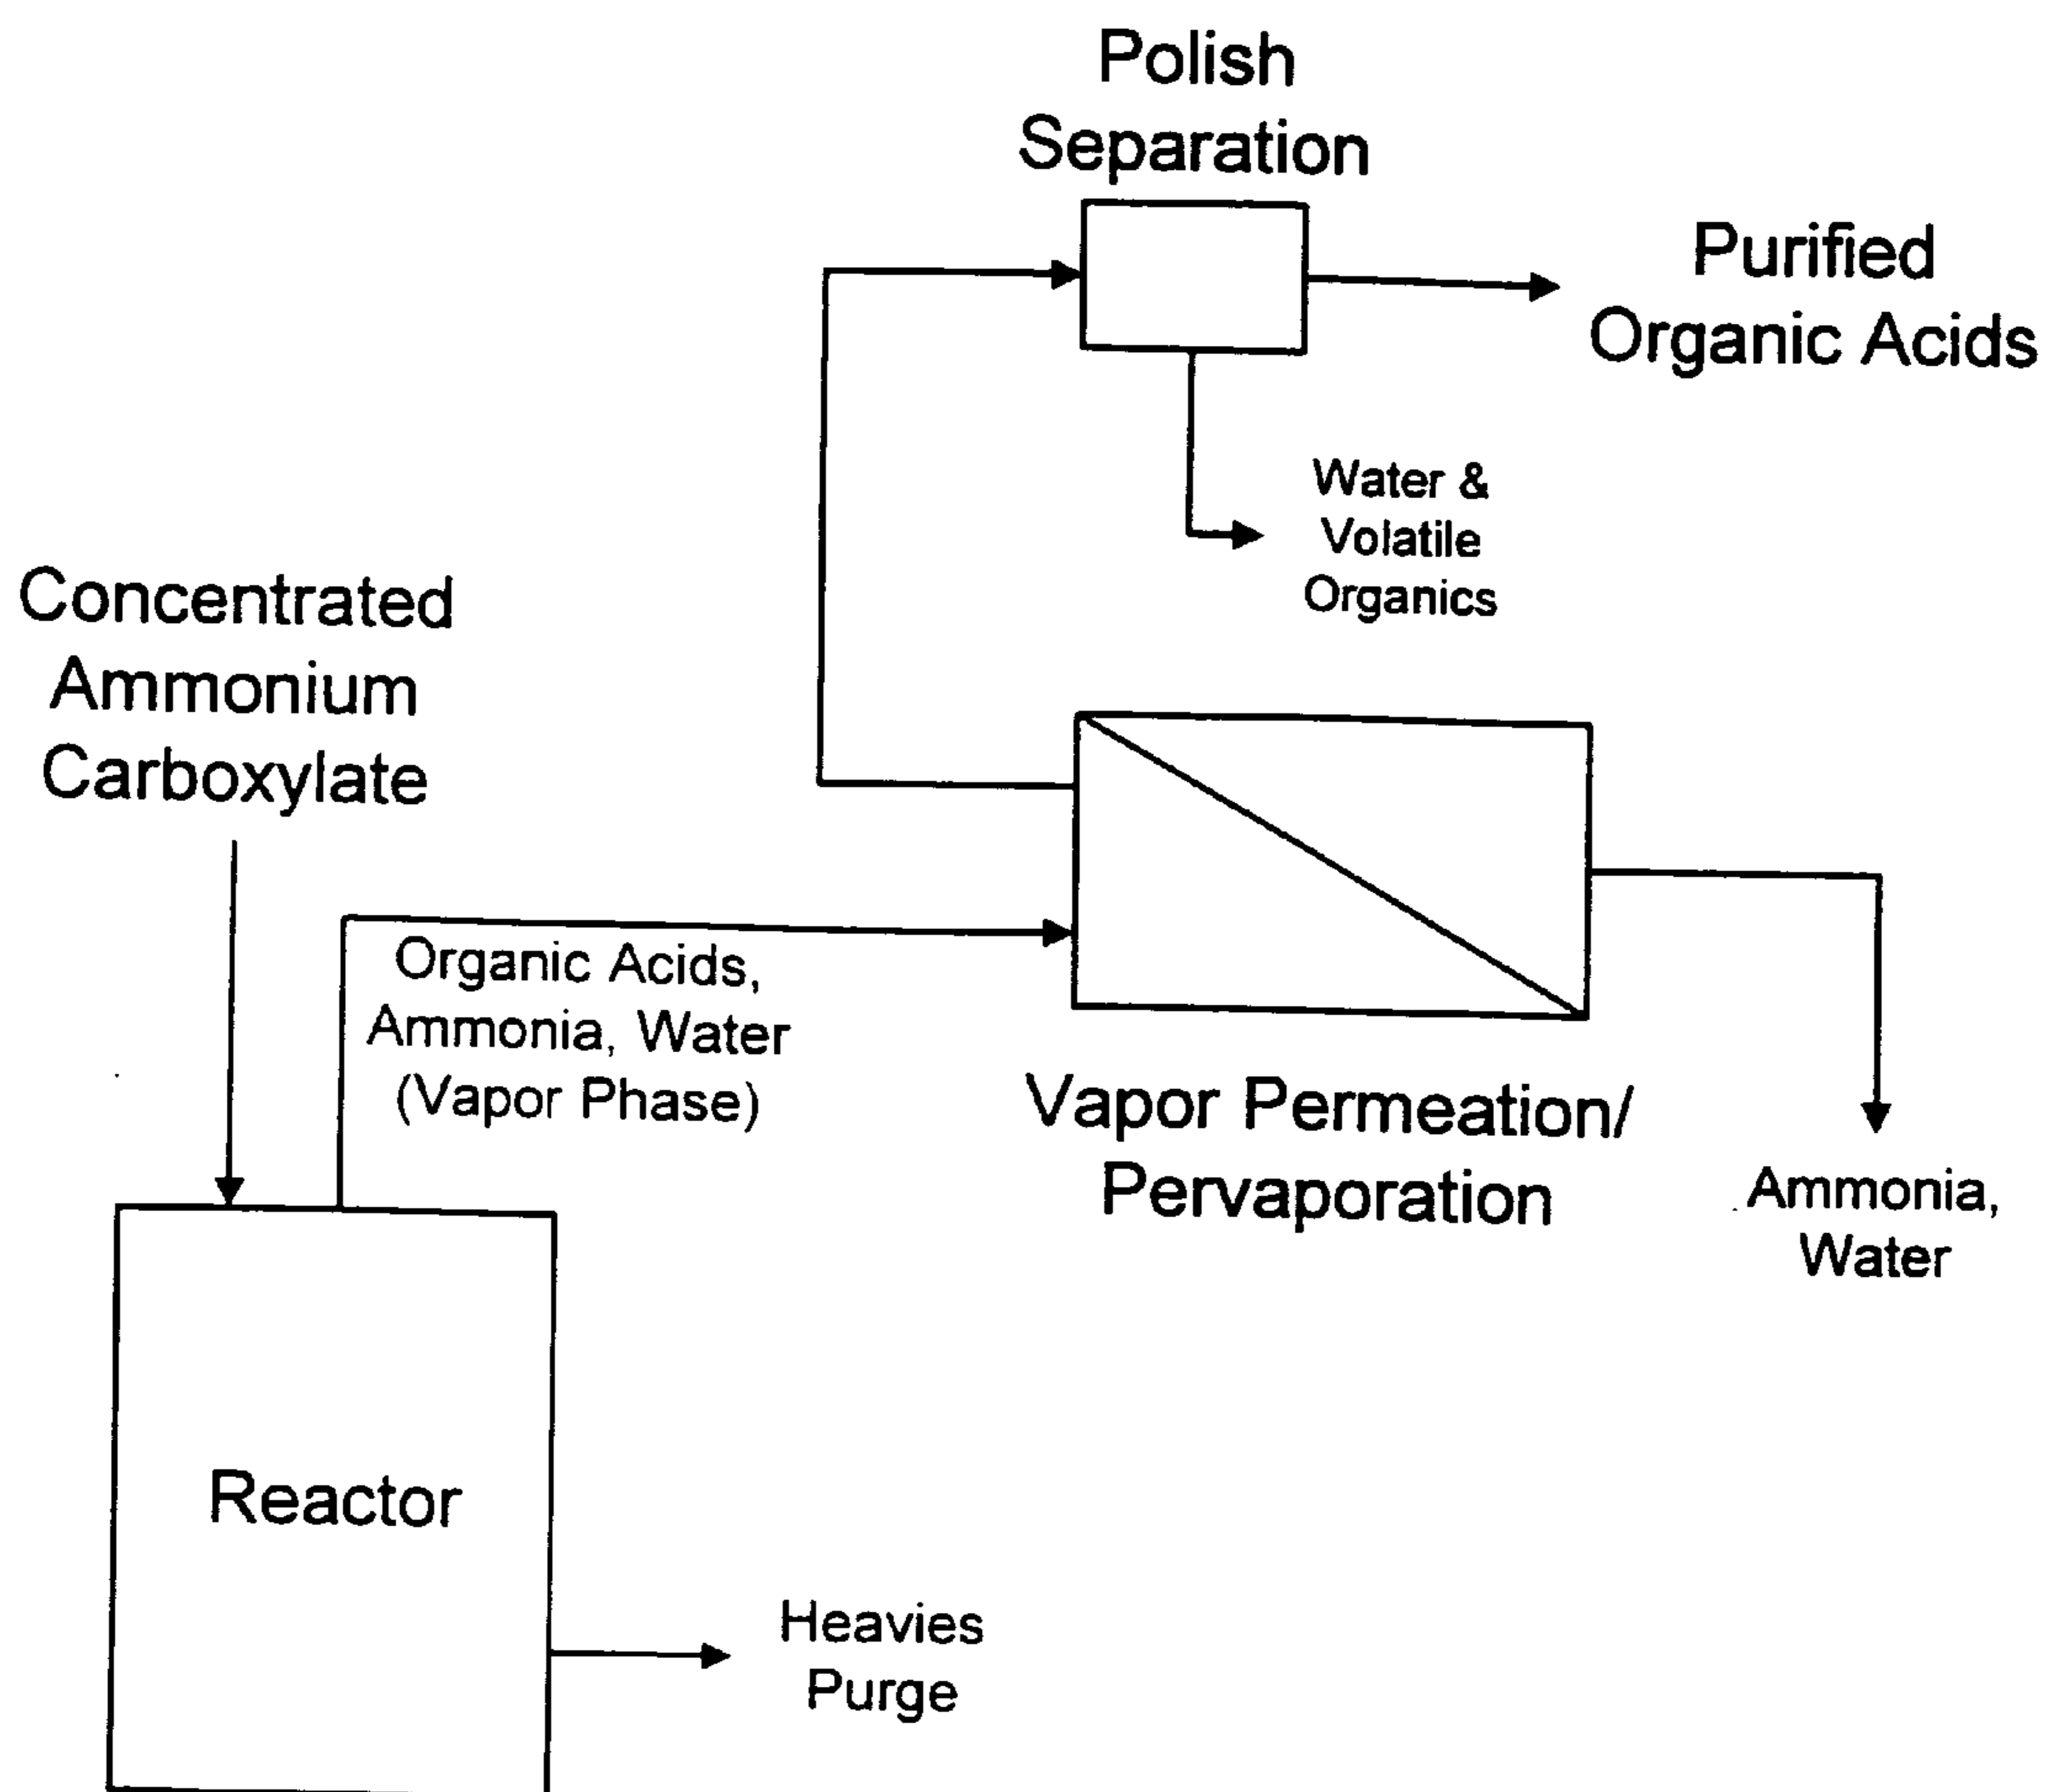 Polish
Separation
Purified
Organic Acids
Water &
Volatile
Organics
Concentrated
Ammonium
Carboxylate
Organic Acids,
Ammonia, Water
(Vapor Phase)
Vapor Permeation/
Pervaporation
Ammonia,
Water
Reactor
Heavies
Purge